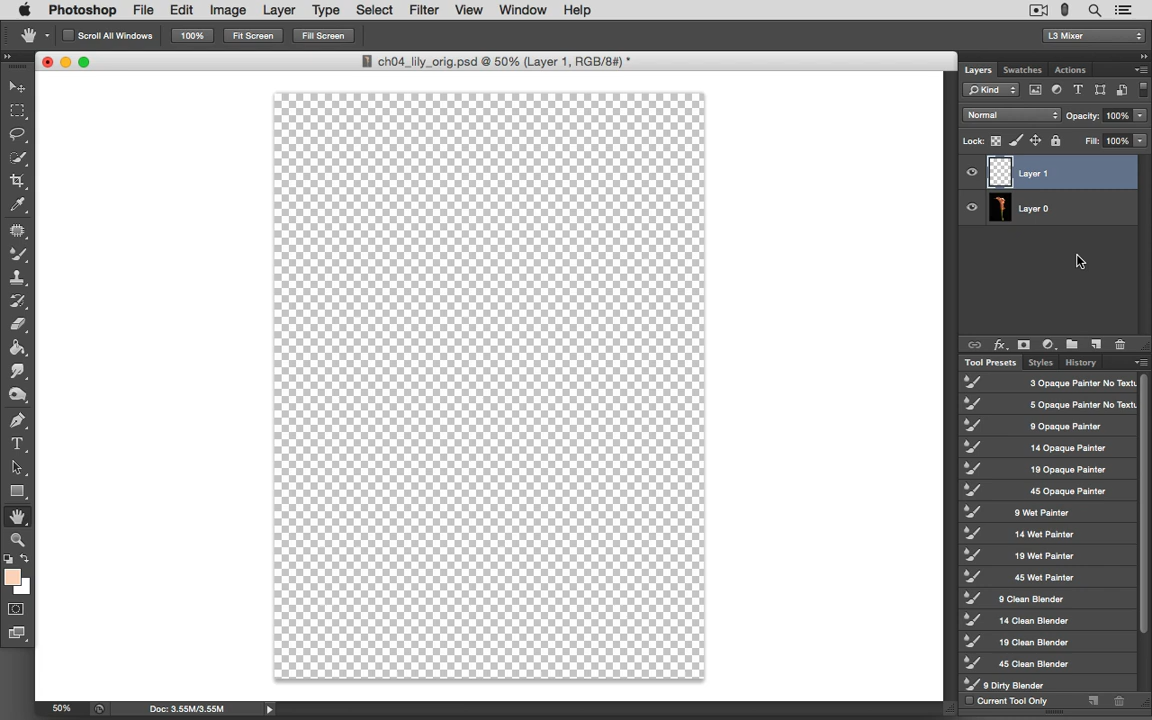 Photoshop File Edit Image Layer Type Select Filter View Window Help
Scroll All Windows 100% Fit Screen Fill Screen L3 Mixer
ch04_lily_orig.psd @ 50% (Layer 1, RGB/8#) *
Layers Swatches Actions
Kind
Normal Opacity: 100%
Lock: Fill: 100%
Layer 1
Layer 0
Tool Presets Styles History
3 Opaque Painter No Textu
5 Opaque Painter No Textu
9 Opaque Painter
14 Opaque Painter
19 Opaque Painter
45 Opaque Painter
9 Wet Painter
14 Wet Painter
19 Wet Painter
45 Wet Painter
9 Clean Blender
14 Clean Blender
19 Clean Blender
45 Clean Blender
9 Dirty Blender
Current Tool Only
50% Doc: 3.55M/3.55M